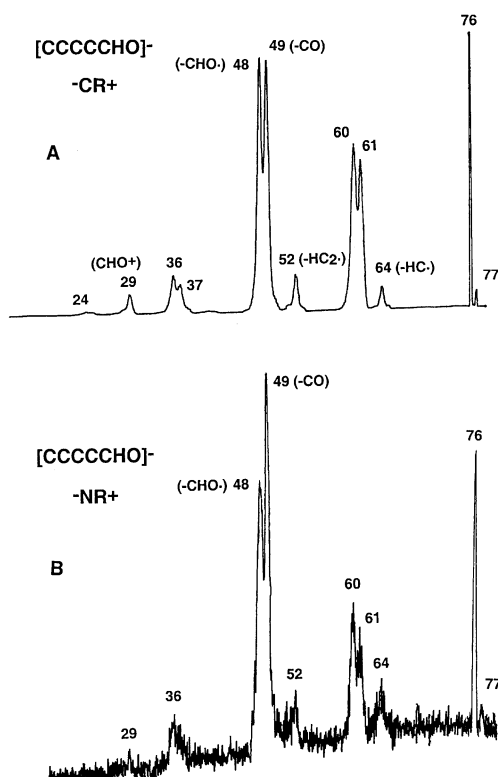 76
49 (-CO)
[CCCCCHO]-
(-CHO·) 48
-CR+
60
61
A
(CHO+)
36
52 (-HC2·)
64 (-HC·)
29
37
77
24
49 (-CO)
76
[CCCCCHO]-
(-CHO·) 48
-NR+
60
B
61
64
52
77
36
29